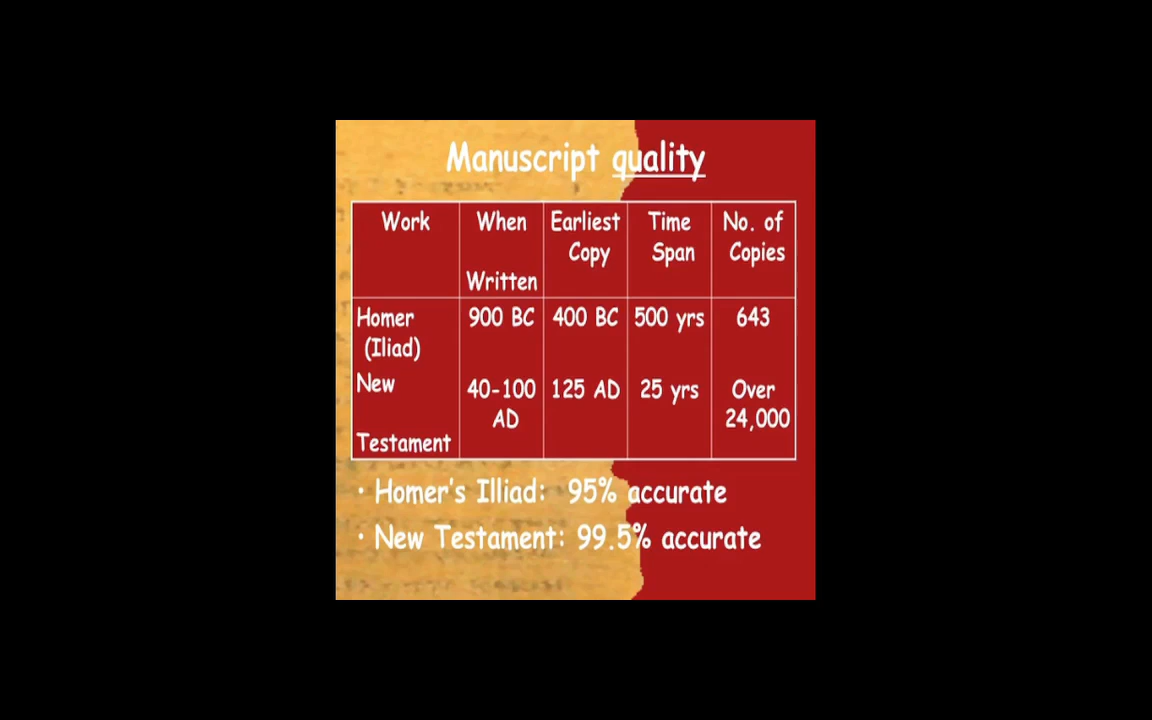 Manuscript quality
Work When Written Earliest Copy Time Span No. of Copies
Homer (Iliad) 900 BC 400 BC 500 yrs 643
New Testament 40-100 AD 125 AD 25 yrs Over 24,000
• Homer's Illiad: 95% accurate
• New Testament: 99.5% accurate